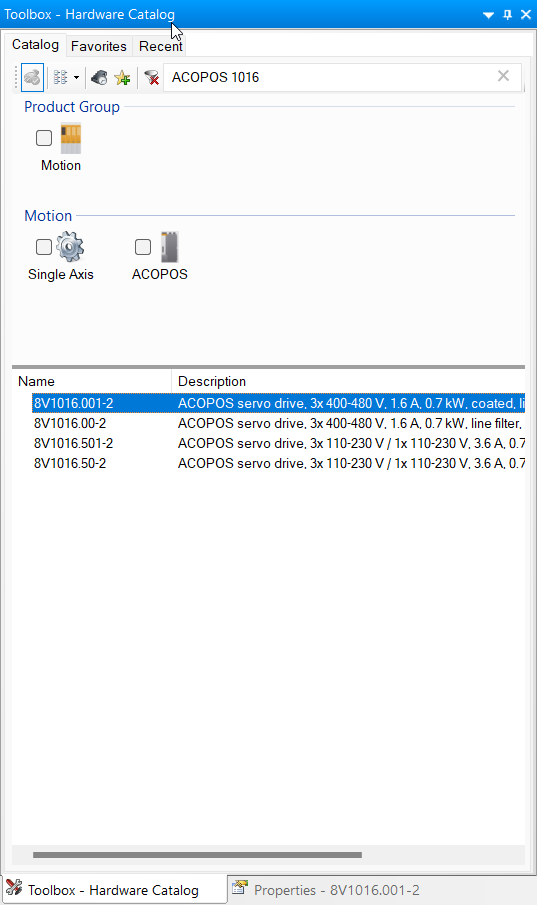 Toolbox - Hardware Catalog
Catalog Favorites Recent
ACOPOS 1016
Product Group
Motion
Motion
Single Axis ACOPOS
Name Description
8V1016.001-2 ACOPOS servo drive, 3x 400-480 V, 1.6 A, 0.7 kW, coated,
8V1016.00-2 ACOPOS servo drive, 3x 400-480 V, 1.6 A, 0.7 kW, line filter,
8V1016.501-2 ACOPOS servo drive, 3x 110-230 V / 1x 110-230 V, 3.6 A, 0.7
8V1016.50-2 ACOPOS servo drive, 3x 110-230 V / 1x 110-230 V, 3.6 A, 0.7
Toolbox - Hardware Catalog Properties - 8V1016.001-2